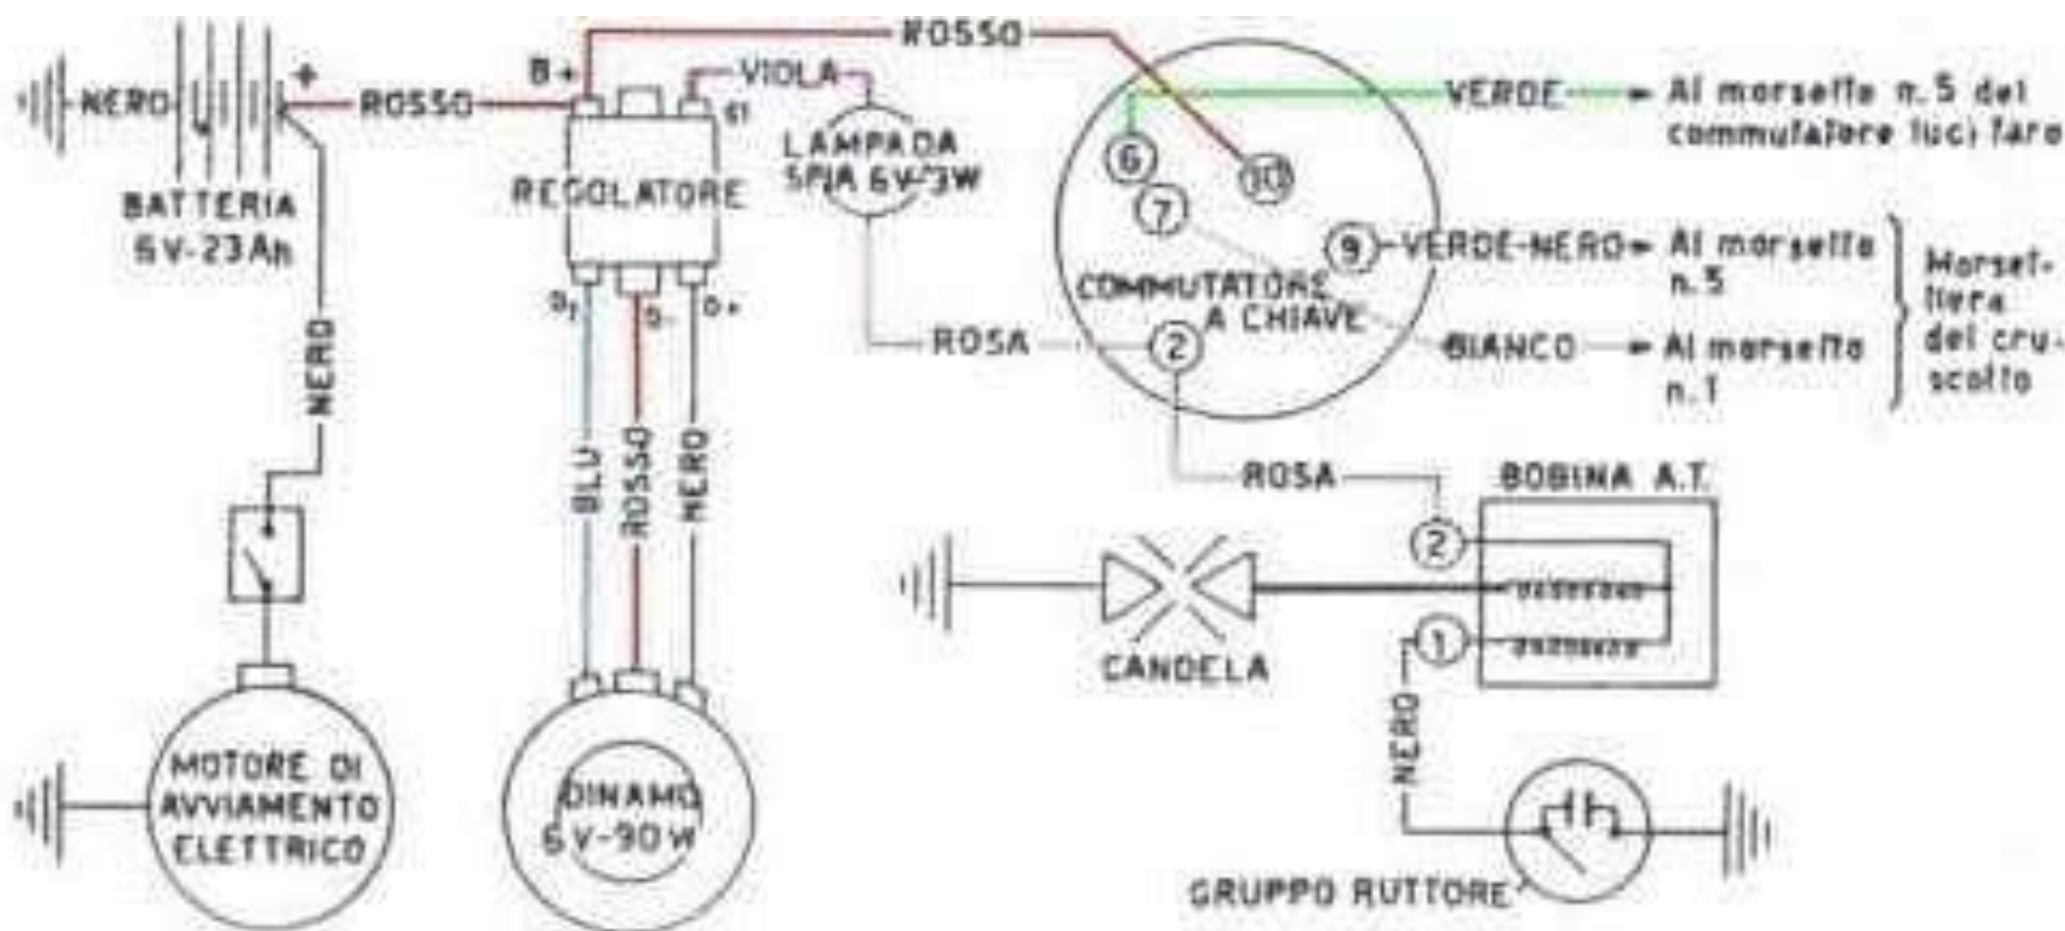 ROSSO
B+
VIOLA
+
NERO
ROSSO
61
VERDE
Al morsetto n.5 del
commutatore luci faro
LAMPADA
SPIA 6V-3W
6
10
7
REGOLATORE
BATTERIA
6V-23Ah
9
VERDE-NERO
Al morsetto
n.5
Morset-
tiera
del cru-
scotto
COMMUTATORE
A CHIAVE
D-
D+
ROSA
2
BIANCO
Al morsetto
n.1
NERO
BLU
ROSSO
NERO
ROSA
BOBINA A.T.
2
1
CANDELA
NERO
MOTORE DI
AVVIAMENTO
ELETTRICO
DINAMO
6V-90W
GRUPPO RUTTORE